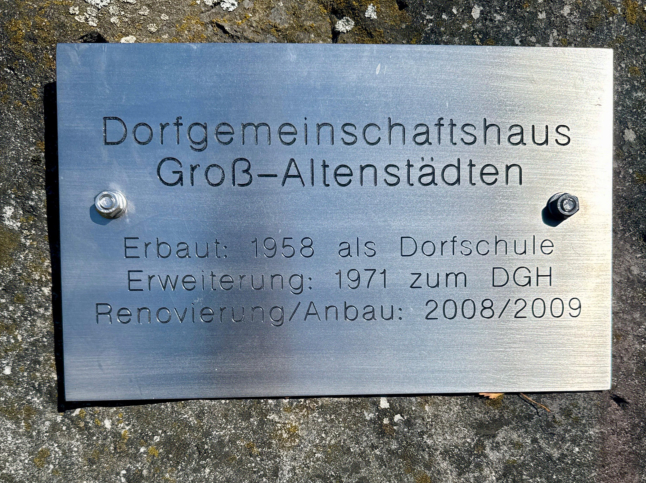 Dorfgemeinschaftshaus
Groß-Altenstädten
Erbaut: 1958 als Dorfschule
Erweiterung: 1971 zum DGH
Renovierung/Anbau: 2008/2009